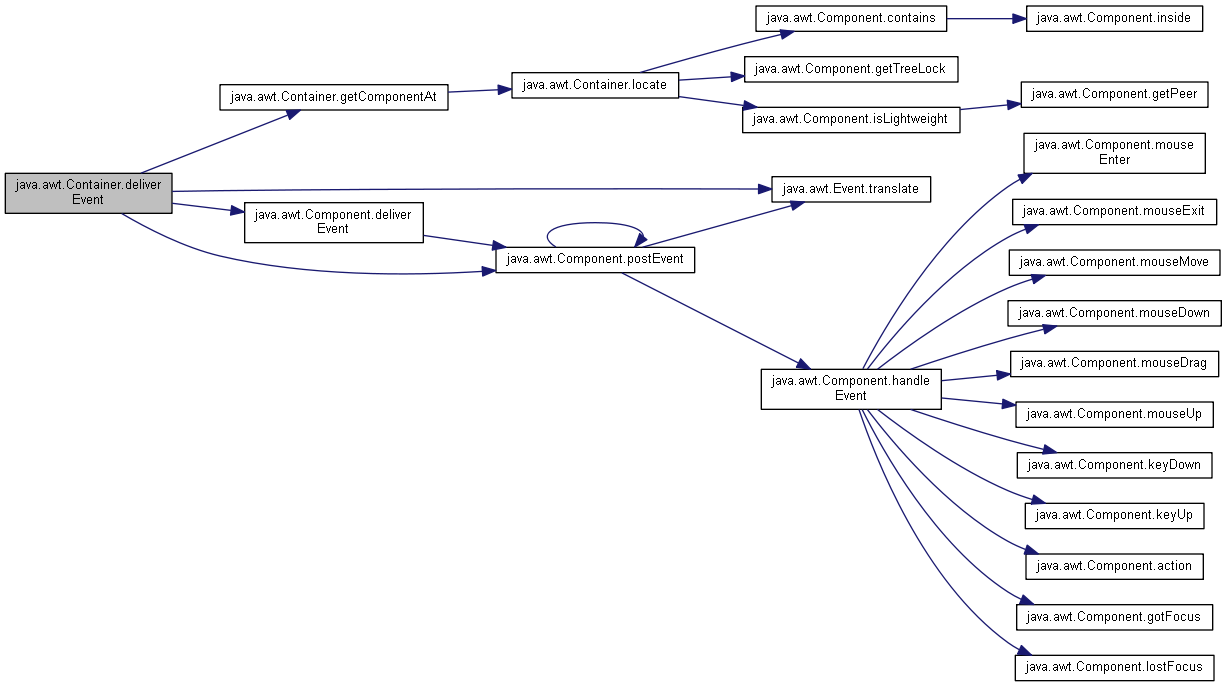 java.awt.Component.contains
java.awt.Component.inside
java.awt.Component.getTreeLock
java.awt.Container.locate
java.awt.Container.getComponentAt
java.awt.Component.getPeer
java.awt.Component.isLightweight
java.awt.Component.mouse
Enter
java.awt.Container.deliver
Event
java.awt.Event.translate
java.awt.Component.deliver
Event
java.awt.Component.mouseExit
java.awt.Component.postEvent
java.awt.Component.mouseMove
java.awt.Component.mouseDown
java.awt.Component.mouseDrag
java.awt.Component.handle
Event
java.awt.Component.mouseUp
java.awt.Component.keyDown
java.awt.Component.keyUp
java.awt.Component.action
java.awt.Component.gotFocus
java.awt.Component.lostFocus